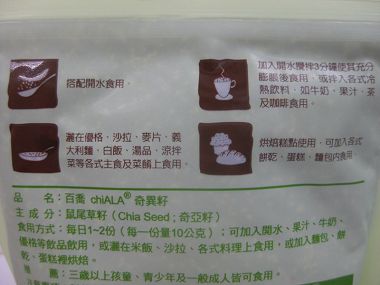 搭配開水食用。
加入開水攪拌3分鐘使其充分
膨脹後食用，或拌入各式冷
熱飲料，如牛奶、果汁、茶
及咖啡食用。
灑在優格、沙拉、麥片、義
大利麵、白飯、湯品、涼拌
菜等各式主食及菜餚上食用。
烘焙糕點使用，可加入各式
餅乾、蛋糕、麵包內食用。
品　　名：百喬 chiALA® 奇異籽
主 成 分：鼠尾草籽（Chia Seed；奇亞籽）
食用方式：每日1~2份（每一份量10公克）；可加入開水、果汁、牛奶、
優格等飲品飲用，或灑在米飯、沙拉、各式料理上食用，或加入麵包、餅
乾、蛋糕裡烘焙。
：三歲以上孩童、青少年及一般成人皆可食用。